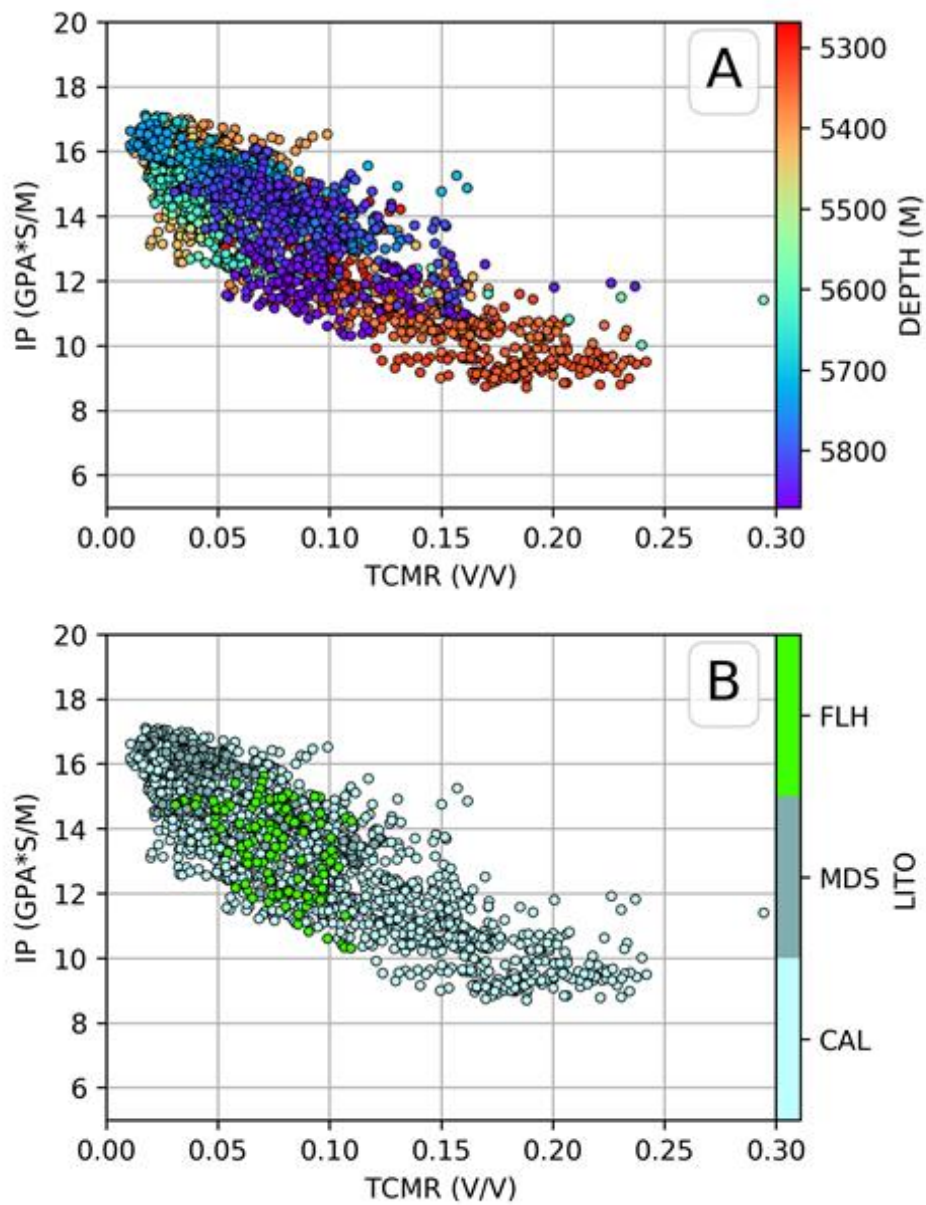 A
20
18
16
14
12
10
8
6
IP (GPA*S/M)
0.00 0.05 0.10 0.15 0.20 0.25 0.30
TCMR (V/V)
5300
5400
5500
5600
5700
5800
DEPTH (M)
B
20
18
16
14
12
10
8
6
IP (GPA*S/M)
0.00 0.05 0.10 0.15 0.20 0.25 0.30
TCMR (V/V)
FLH
MDS
CAL
LITO